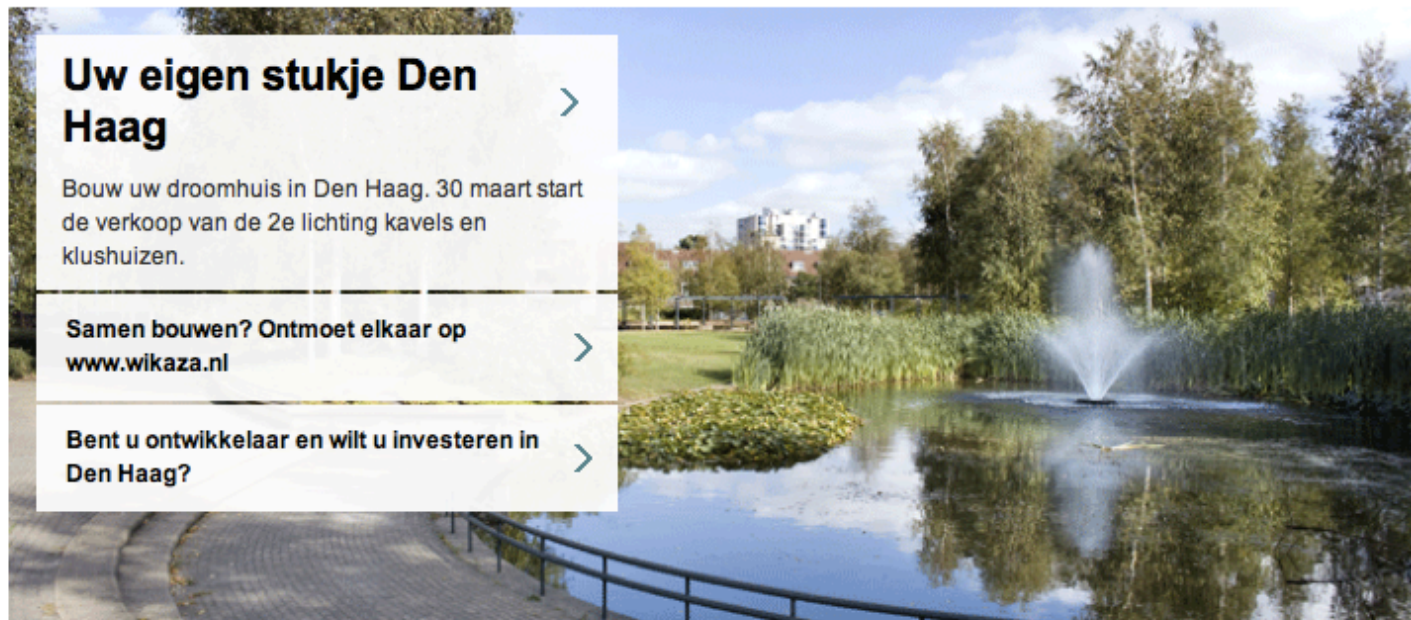 Uw eigen stukje Den
Haag
Bouw uw droomhuis in Den Haag. 30 maart start
de verkoop van de 2e lichting kavels en
klushuizen.
Samen bouwen? Ontmoet elkaar op
www.wikaza.nl
Bent u ontwikkelaar en wilt u investeren in
Den Haag?